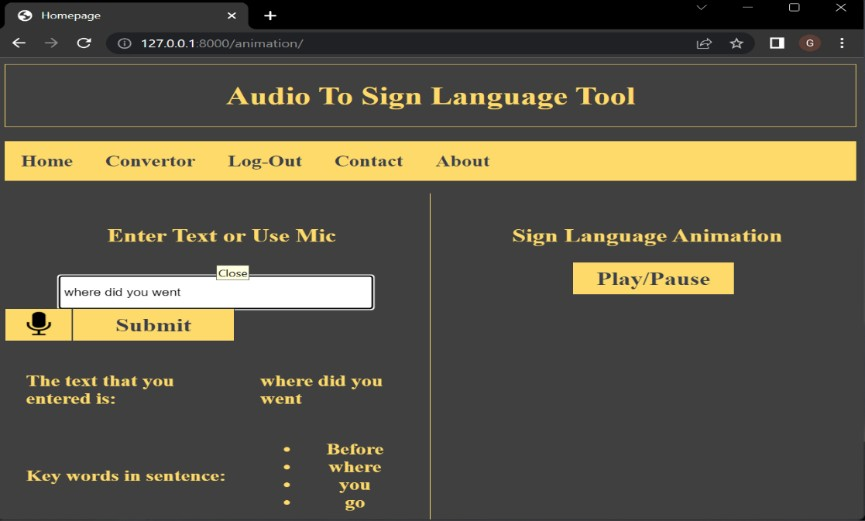 Homepage
127.0.0.1:8000/animation/
G
Audio To Sign Language Tool
Home Convertor Log-Out Contact About
Enter Text or Use Mic
Close
where did you went
Submit
The text that you
entered is:
where did you
went
Key words in sentence:
• Before
• where
• you
• go
Sign Language Animation
Play/Pause